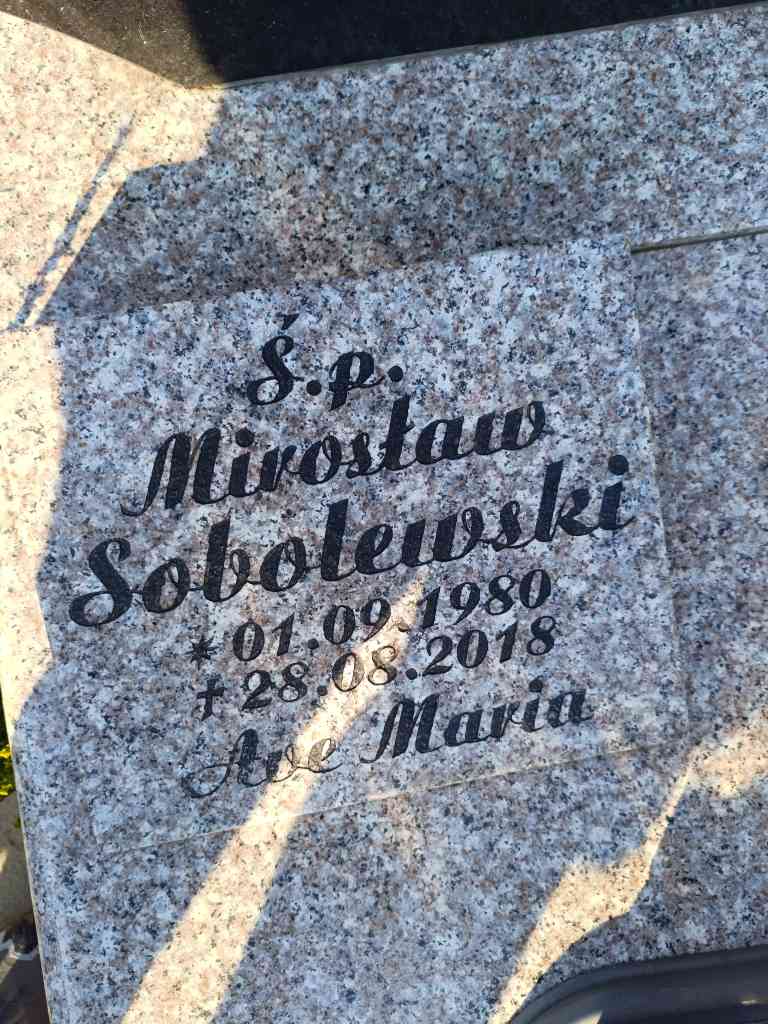 Ś.p.
Mirosław
Sobolewski
* 01.09.1980
✝ 28.08.2018
Ave Maria